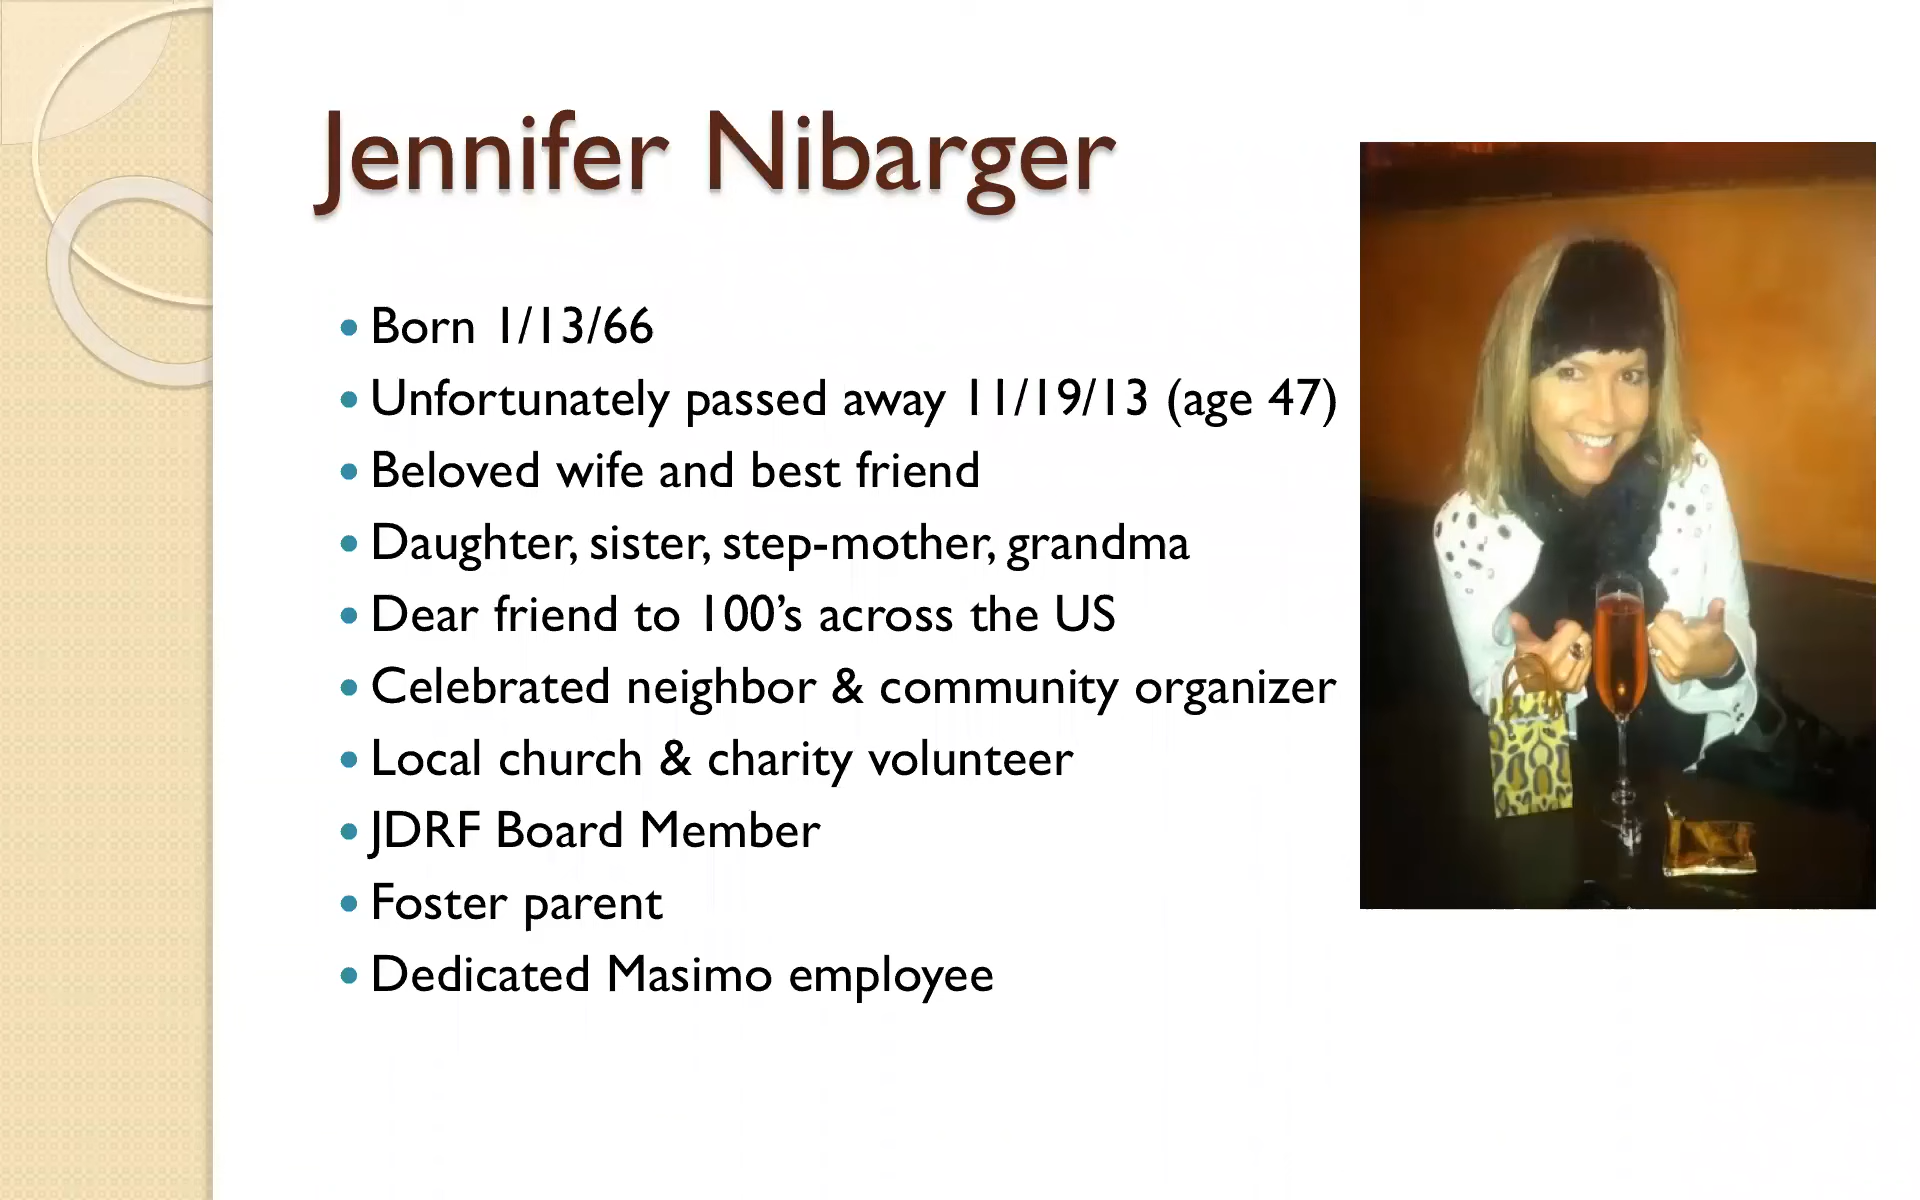 Jennifer Nibarger
• Born 1/13/66
• Unfortunately passed away 11/19/13 (age 47)
• Beloved wife and best friend
• Daughter, sister, step-mother, grandma
• Dear friend to 100’s across the US
• Celebrated neighbor & community organizer
• Local church & charity volunteer
• JDRF Board Member
• Foster parent
• Dedicated Masimo employee